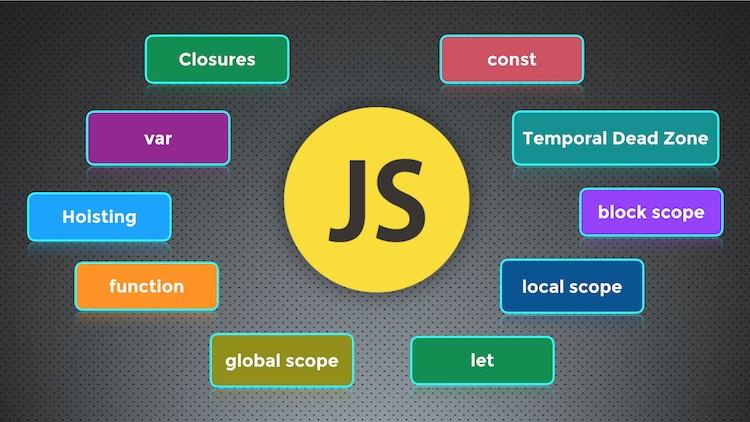 Closures
const
var
Temporal Dead Zone
JS
Hoisting
block scope
function
local scope
global scope
let